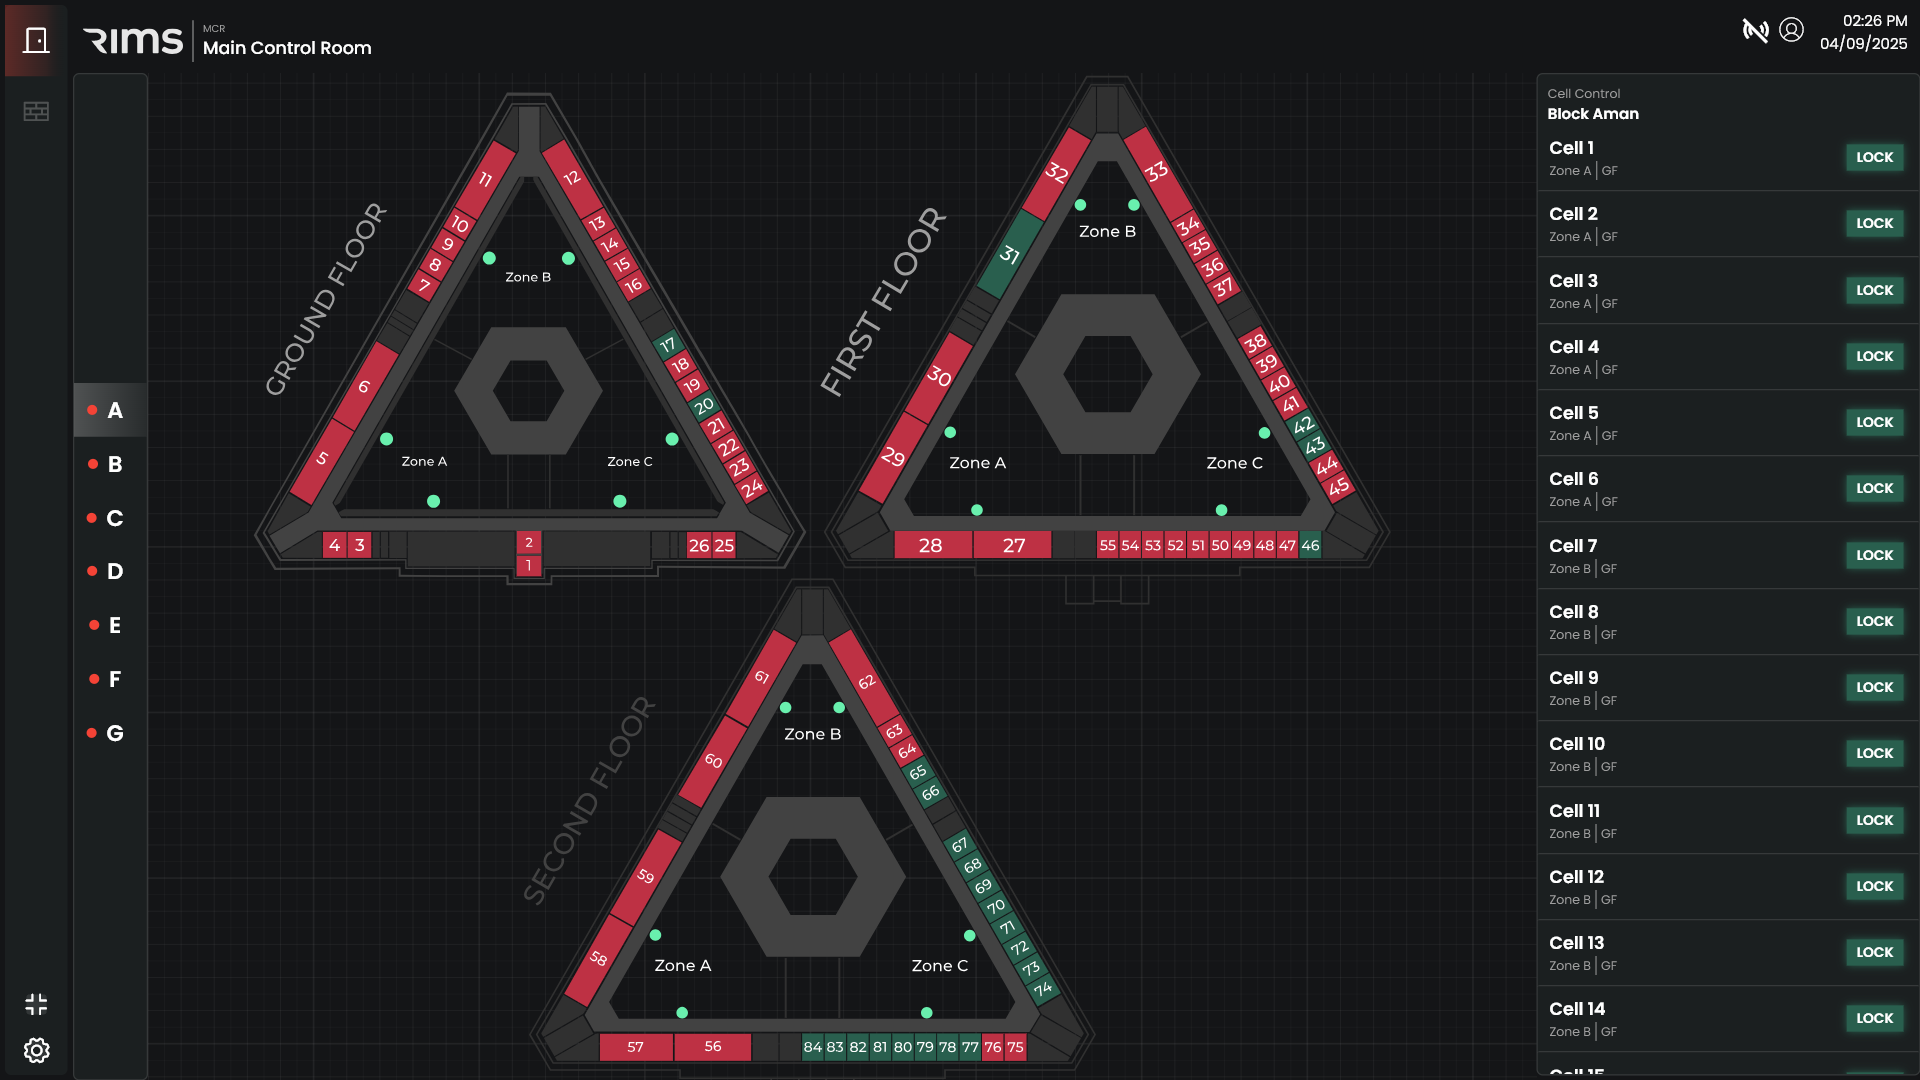 RIMS
MCR
Main Control Room
02:26 PM
04/09/2025
A
B
C
D
E
F
G
GROUND FLOOR
11
10
9
8
7
6
5
4
3
2
1
12
13
14
15
16
17
18
19
20
21
22
23
24
26
25
Zone B
Zone A
Zone C
FIRST FLOOR
32
31
30
29
28
27
33
34
35
36
37
38
39
40
41
42
43
44
45
55
54
53
52
51
50
49
48
47
46
Zone B
Zone A
Zone C
SECOND FLOOR
61
60
59
58
57
56
62
63
64
65
66
67
68
69
70
71
72
73
74
84
83
82
81
80
79
78
77
76
75
Zone B
Zone A
Zone C
Cell Control
Block Aman
Cell 1
Zone A | GF
LOCK
Cell 2
Zone A | GF
LOCK
Cell 3
Zone A | GF
LOCK
Cell 4
Zone A | GF
LOCK
Cell 5
Zone A | GF
LOCK
Cell 6
Zone A | GF
LOCK
Cell 7
Zone B | GF
LOCK
Cell 8
Zone B | GF
LOCK
Cell 9
Zone B | GF
LOCK
Cell 10
Zone B | GF
LOCK
Cell 11
Zone B | GF
LOCK
Cell 12
Zone B | GF
LOCK
Cell 13
Zone B | GF
LOCK
Cell 14
Zone B | GF
LOCK
Cell 15